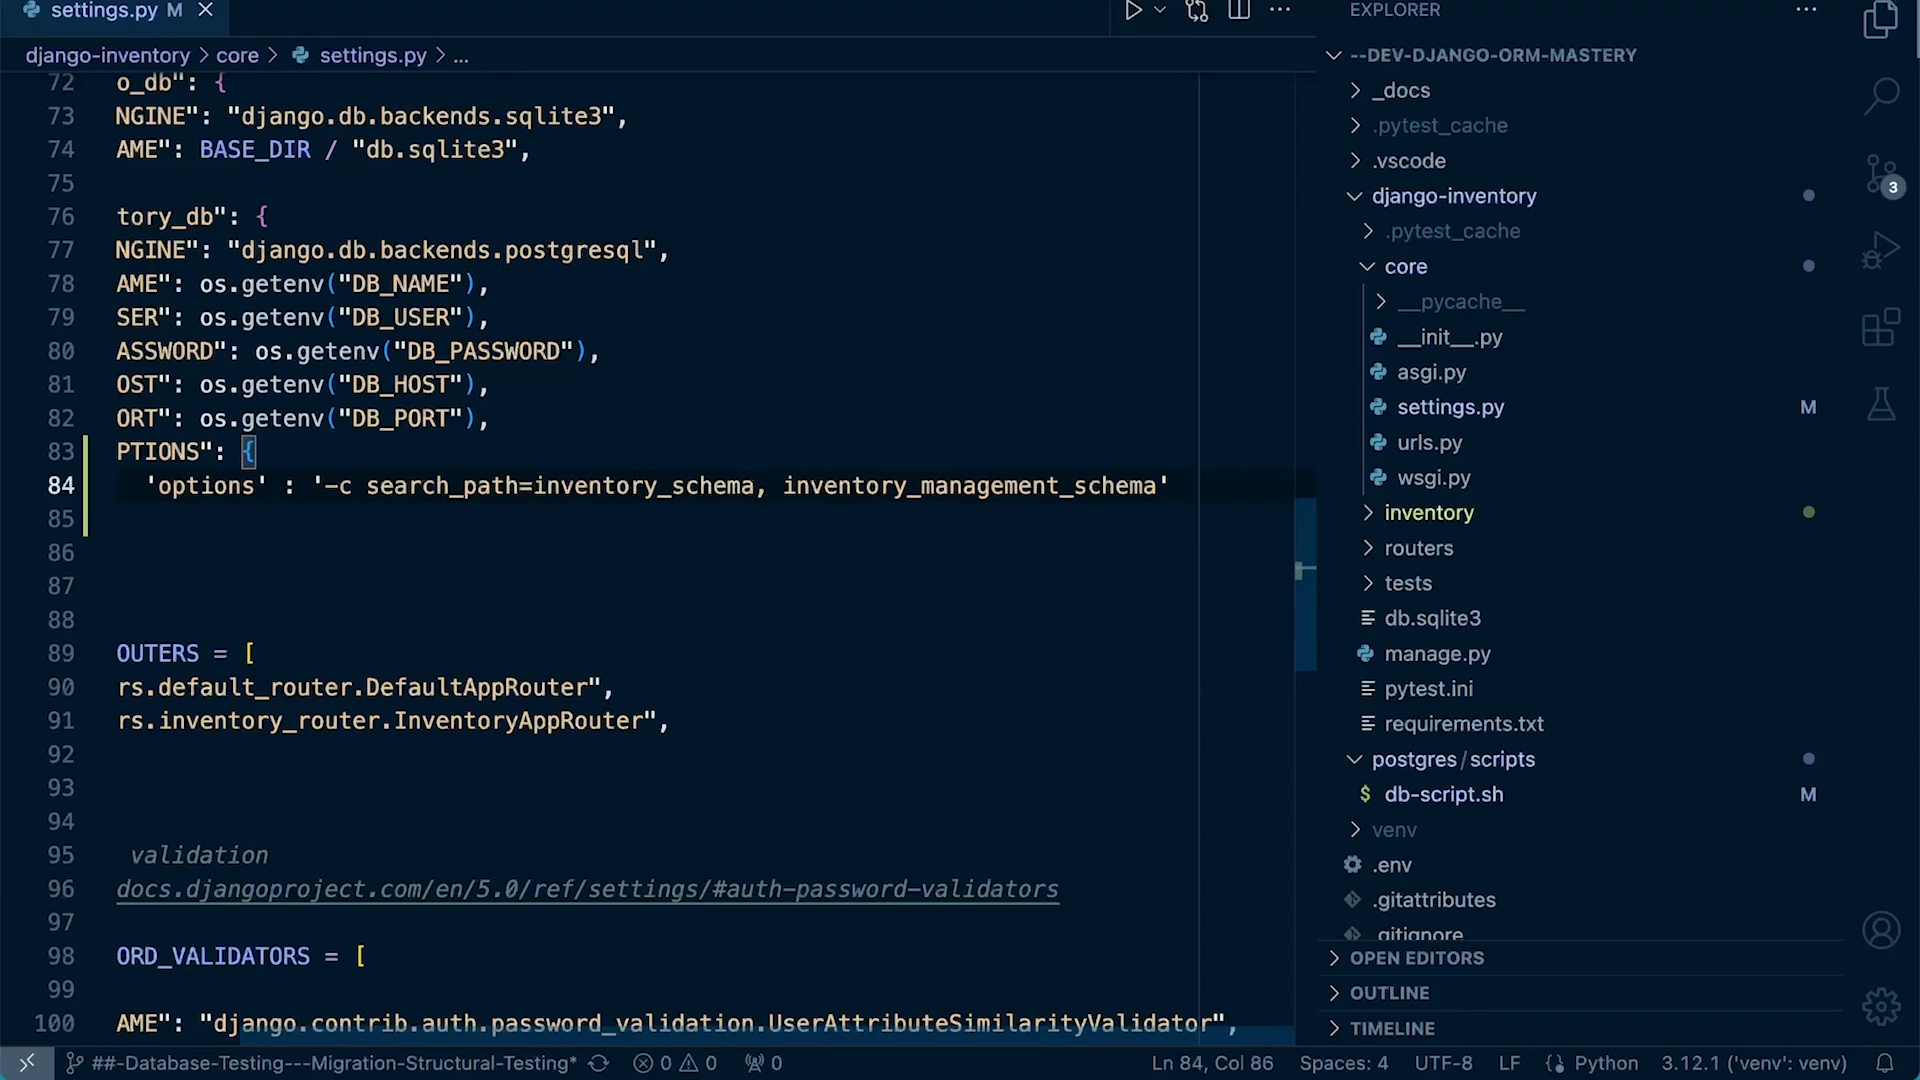 settings.py M
django-inventory > core > settings.py > ...
72 o_db": {
73 NGINE": "django.db.backends.sqlite3",
74 AME": BASE_DIR / "db.sqlite3",
75
76 tory_db": {
77 NGINE": "django.db.backends.postgresql",
78 AME": os.getenv("DB_NAME"),
79 SER": os.getenv("DB_USER"),
80 ASSWORD": os.getenv("DB_PASSWORD"),
81 OST": os.getenv("DB_HOST"),
82 ORT": os.getenv("DB_PORT"),
83 PTIONS": {
84 'options' : '-c search_path=inventory_schema, inventory_management_schema'
85
86
87
88
89 OUTERS = [
90 rs.default_router.DefaultAppRouter",
91 rs.inventory_router.InventoryAppRouter",
92
93
94
95 validation
96 docs.djangoproject.com/en/5.0/ref/settings/#auth-password-validators
97
98 ORD_VALIDATORS = [
99
100 AME": "django.contrib.auth.password_validation.UserAttributeSimilarityValidator",
EXPLORER
--DEV-DJANGO-ORM-MASTERY
_docs
.pytest_cache
.vscode
django-inventory
.pytest_cache
core
__pycache__
__init__.py
asgi.py
settings.py M
urls.py
wsgi.py
inventory
routers
tests
db.sqlite3
manage.py
pytest.ini
requirements.txt
postgres/scripts
$ db-script.sh M
venv
.env
.gitattributes
.gitignore
OPEN EDITORS
OUTLINE
TIMELINE
3
##-Database-Testing---Migration-Structural-Testing* 0 0 0 Ln 84, Col 86 Spaces: 4 UTF-8 LF Python 3.12.1 ('venv': venv)